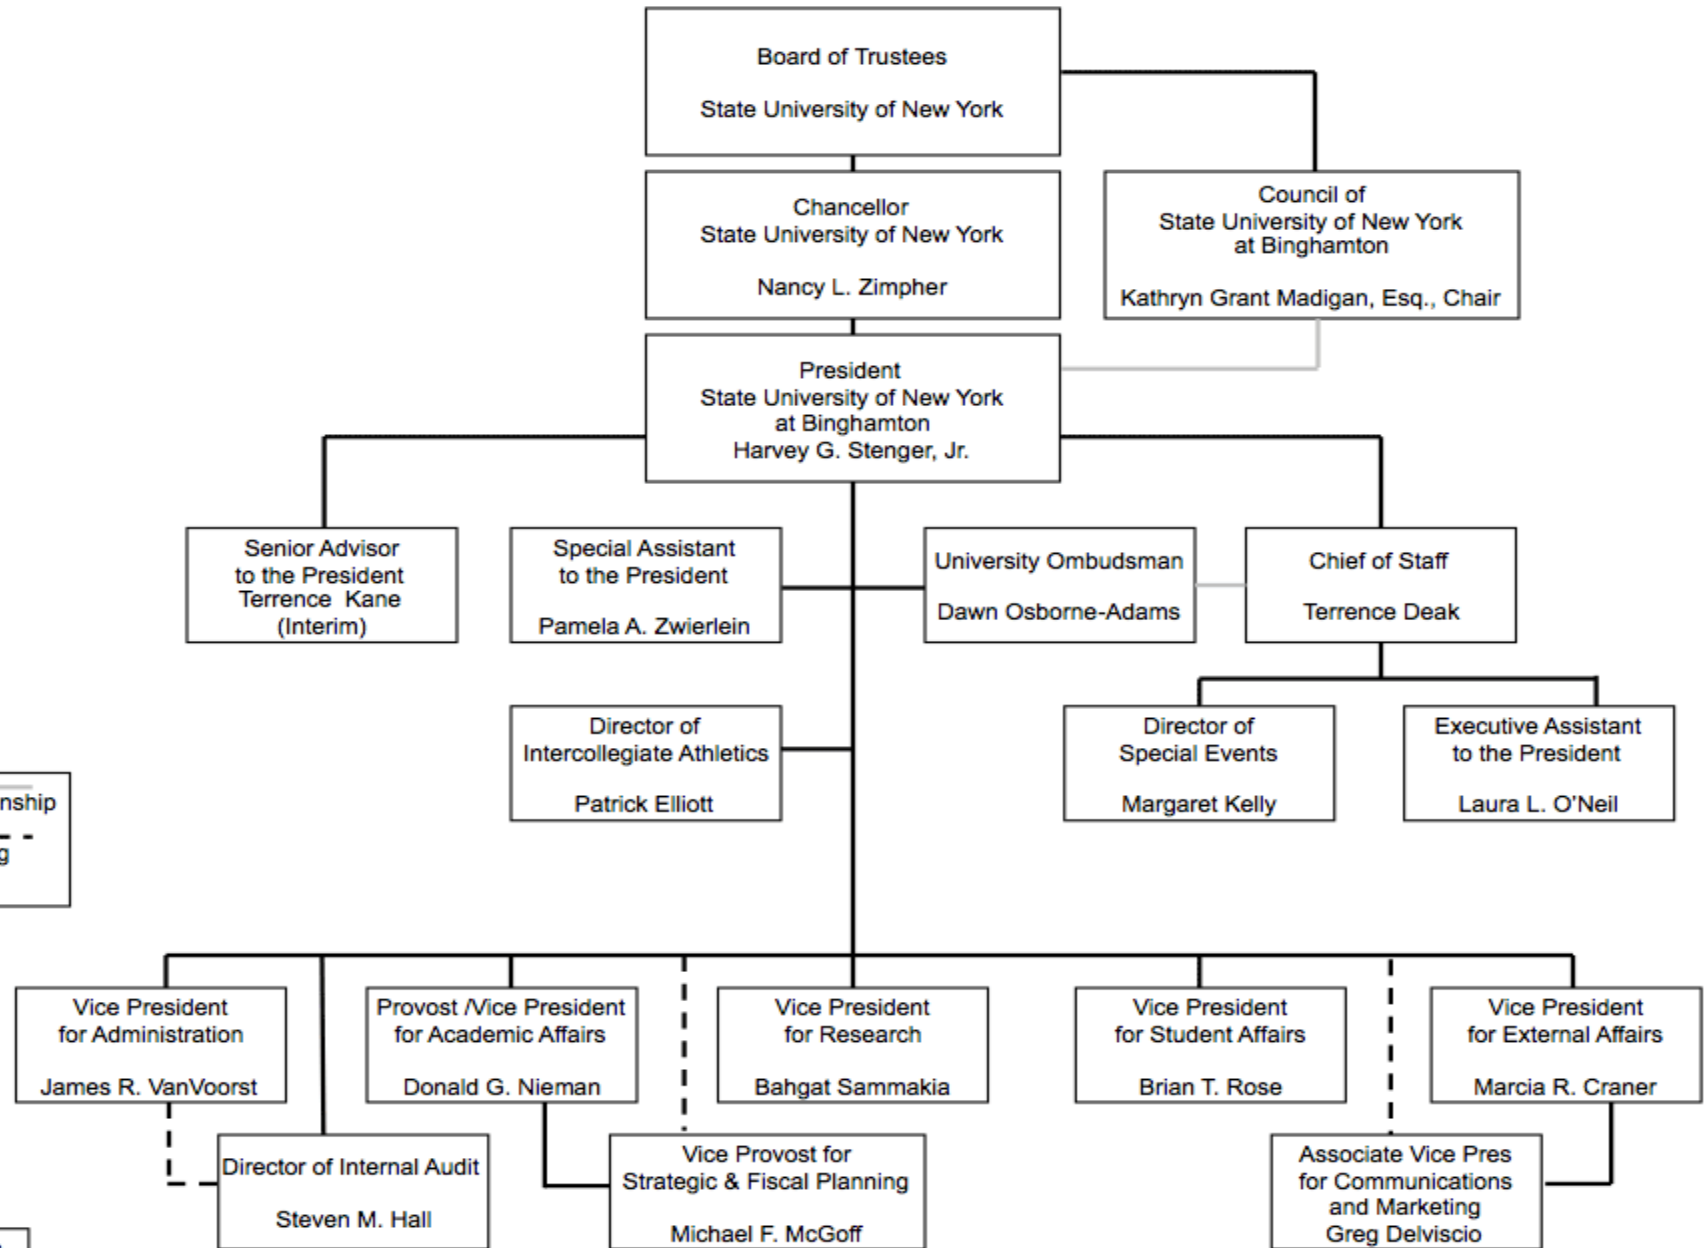 Board of Trustees
State University of New York
Chancellor
State University of New York
Nancy L. Zimpher
Council of
State University of New York
at Binghamton
Kathryn Grant Madigan, Esq., Chair
President
State University of New York
at Binghamton
Harvey G. Stenger, Jr.
Senior Advisor
to the President
Terrence Kane
(Interim)
Special Assistant
to the President
Pamela A. Zwierlein
University Ombudsman
Dawn Osborne-Adams
Chief of Staff
Terrence Deak
Director of
Intercollegiate Athletics
Patrick Elliott
Director of
Special Events
Margaret Kelly
Executive Assistant
to the President
Laura L. O'Neil
nship
g
Vice President
for Administration
James R. VanVoorst
Provost /Vice President
for Academic Affairs
Donald G. Nieman
Vice President
for Research
Bahgat Sammakia
Vice President
for Student Affairs
Brian T. Rose
Vice President
for External Affairs
Marcia R. Craner
Director of Internal Audit
Steven M. Hall
Vice Provost for
Strategic & Fiscal Planning
Michael F. McGoff
Associate Vice Pres
for Communications
and Marketing
Greg Delviscio